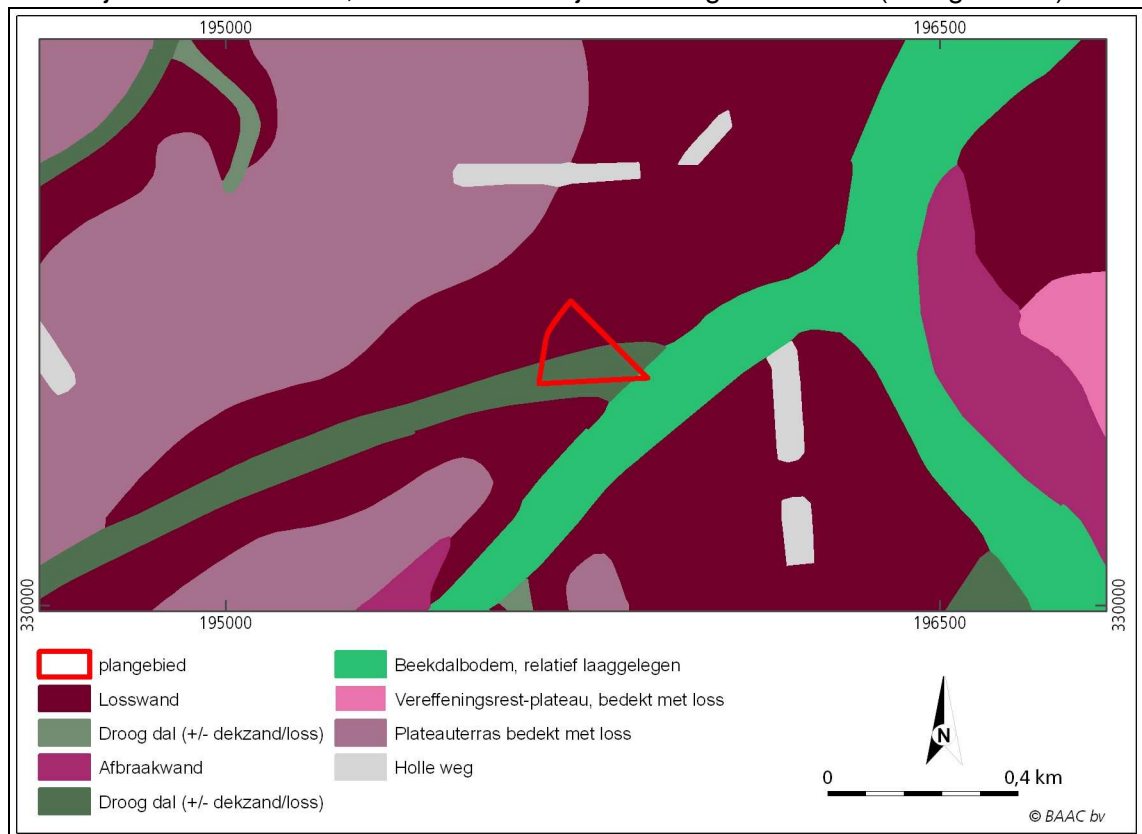 195000 196500
330000 330000
195000 196500
plangebied
Losswand
Droog dal (+/- dekzand/loss)
Afbraakwand
Droog dal (+/- dekzand/loss)
Beekdalbodem, relatief laaggelegen
Vereffeningsrest-plateau, bedekt met loss
Plateauterras bedekt met loss
Holle weg
N
0 0,4 km
© BAAC bv